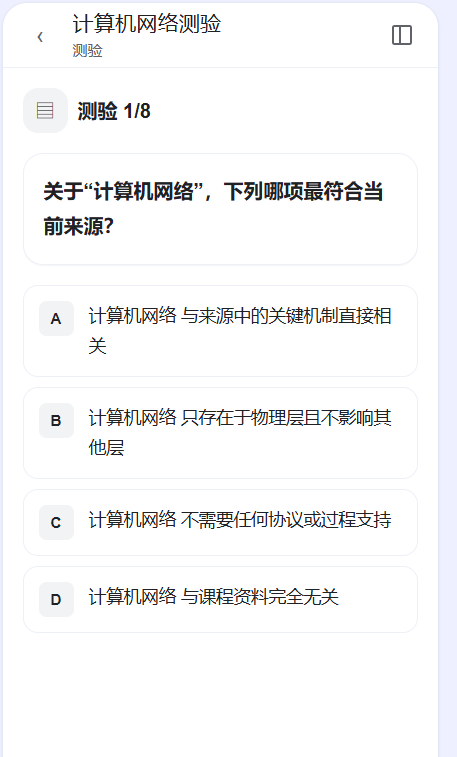 计算机网络测验
测验
测验 1/8
关于“计算机网络”，下列哪项最符合当
前来源？
A
计算机网络 与来源中的关键机制直接相
关
B
计算机网络 只存在于物理层且不影响其
他层
C
计算机网络 不需要任何协议或过程支持
D
计算机网络 与课程资料完全无关